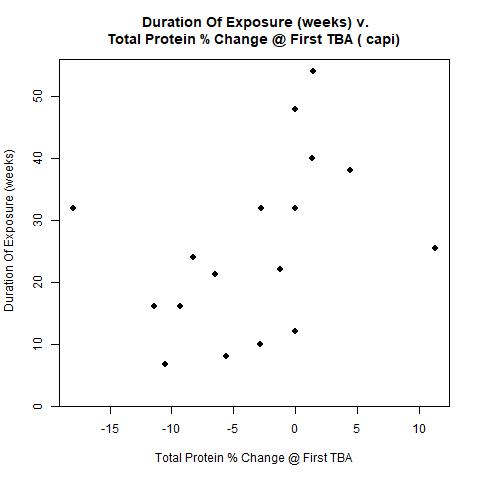 Duration Of Exposure (weeks) v.
Total Protein % Change @ First TBA ( capi)
Duration Of Exposure (weeks)
50
40
30
20
10
0
-15 -10 -5 0 5 10
Total Protein % Change @ First TBA